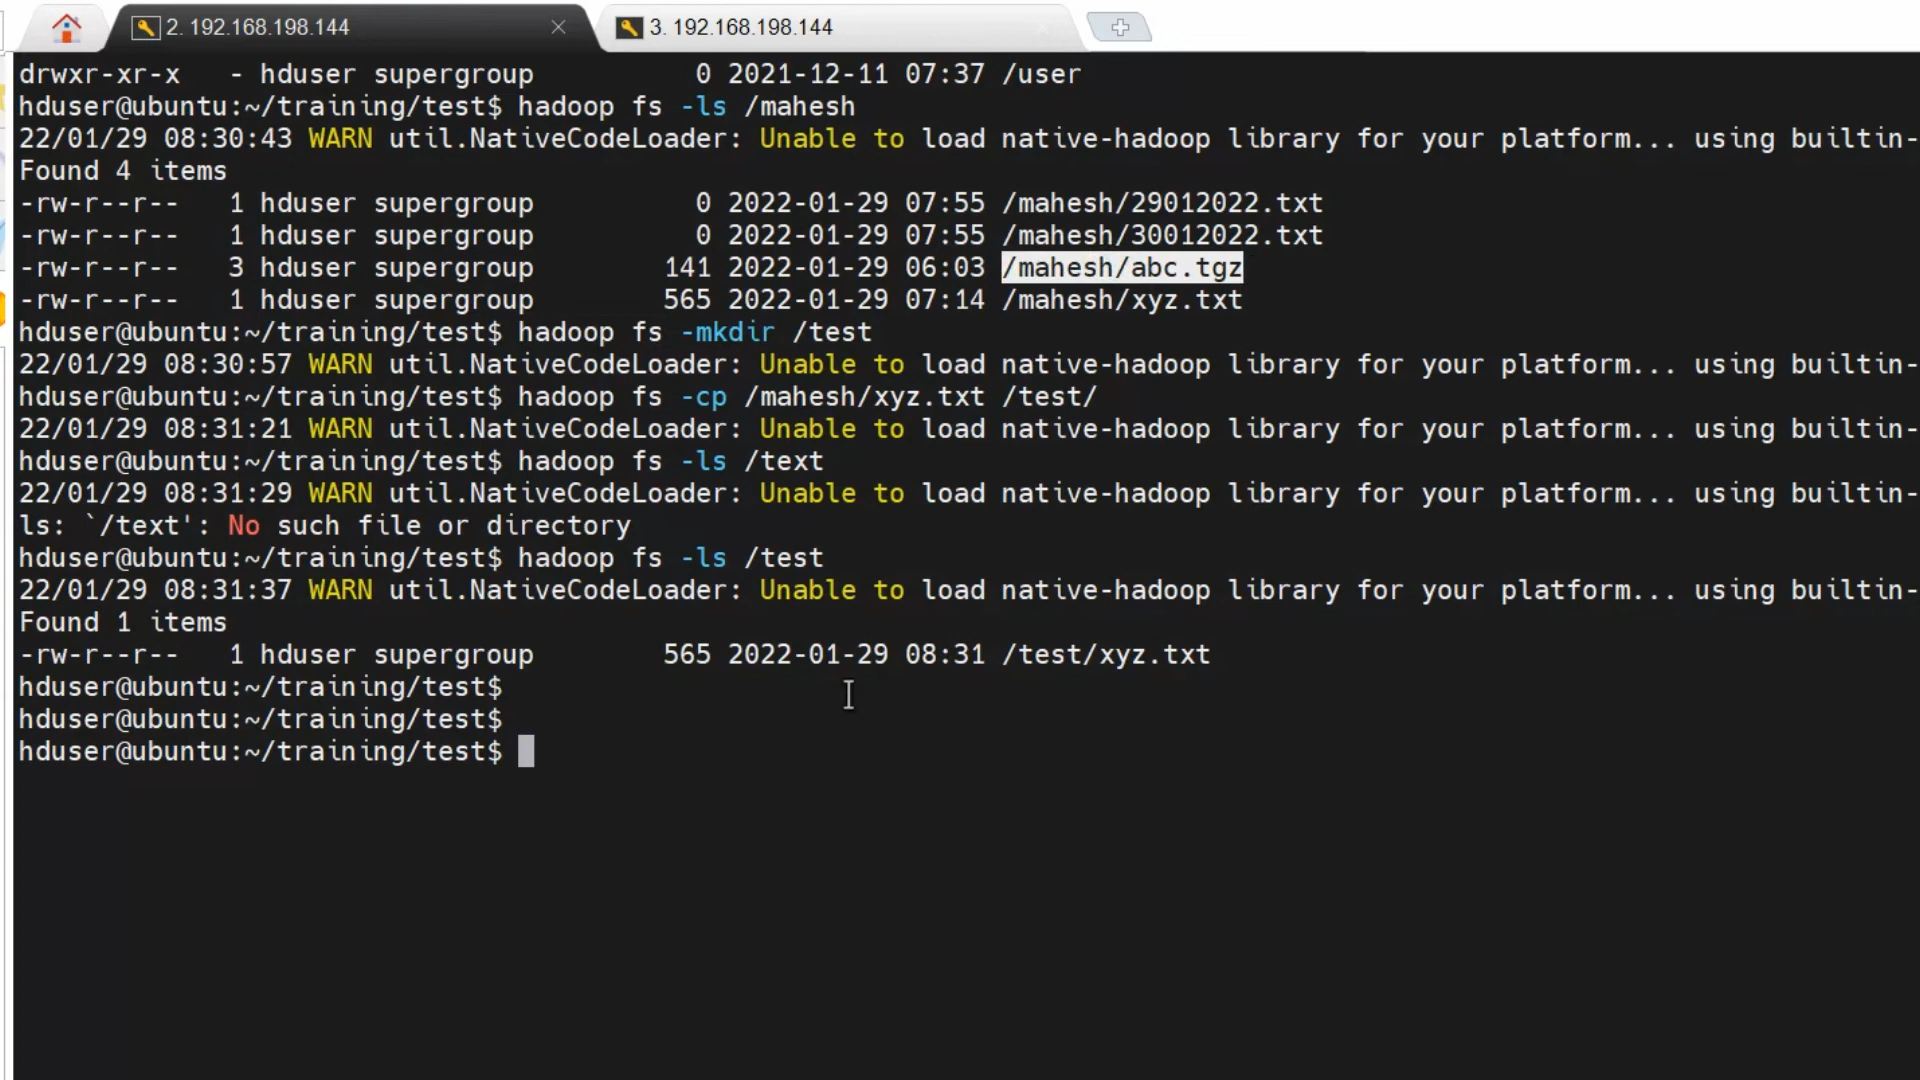 2. 192.168.198.144
3. 192.168.198.144
drwxr-xr-x   - hduser supergroup          0 2021-12-11 07:37 /user
hduser@ubuntu:~/training/test$ hadoop fs -ls /mahesh
22/01/29 08:30:43 WARN util.NativeCodeLoader: Unable to load native-hadoop library for your platform... using builtin-
Found 4 items
-rw-r--r--   1 hduser supergroup          0 2022-01-29 07:55 /mahesh/29012022.txt
-rw-r--r--   1 hduser supergroup          0 2022-01-29 07:55 /mahesh/30012022.txt
-rw-r--r--   3 hduser supergroup        141 2022-01-29 06:03 /mahesh/abc.tgz
-rw-r--r--   1 hduser supergroup        565 2022-01-29 07:14 /mahesh/xyz.txt
hduser@ubuntu:~/training/test$ hadoop fs -mkdir /test
22/01/29 08:30:57 WARN util.NativeCodeLoader: Unable to load native-hadoop library for your platform... using builtin-
hduser@ubuntu:~/training/test$ hadoop fs -cp /mahesh/xyz.txt /test/
22/01/29 08:31:21 WARN util.NativeCodeLoader: Unable to load native-hadoop library for your platform... using builtin-
hduser@ubuntu:~/training/test$ hadoop fs -ls /text
22/01/29 08:31:29 WARN util.NativeCodeLoader: Unable to load native-hadoop library for your platform... using builtin-
ls: `/text': No such file or directory
hduser@ubuntu:~/training/test$ hadoop fs -ls /test
22/01/29 08:31:37 WARN util.NativeCodeLoader: Unable to load native-hadoop library for your platform... using builtin-
Found 1 items
-rw-r--r--   1 hduser supergroup        565 2022-01-29 08:31 /test/xyz.txt
hduser@ubuntu:~/training/test$
hduser@ubuntu:~/training/test$
hduser@ubuntu:~/training/test$